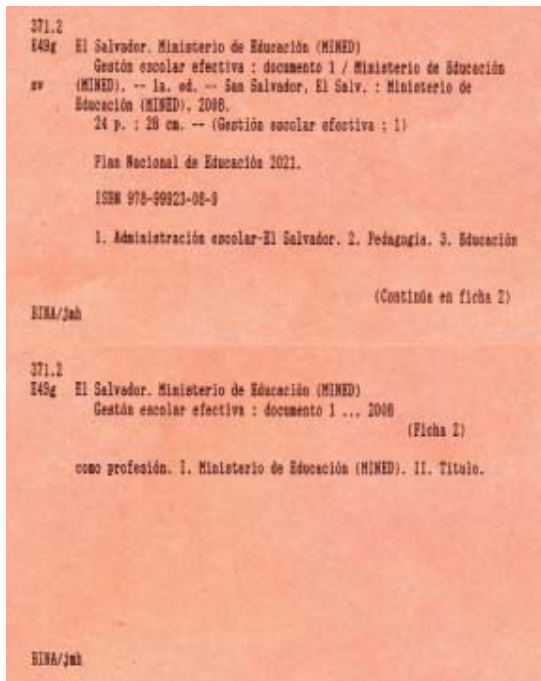 371.2
E49g El Salvador. Ministerio de Educación (MINED)
Gestón escolar efectiva : documento 1 / Ministerio de Educación
sv (MINED). -- 1a. ed. -- San Salvador, El Salv. : Ministerio de
Educación (MINED), 2008.
24 p. ; 28 cm. -- (Gestión escolar efectiva ; 1)
Plan Nacional de Educación 2021.
ISBN 978-99923-08-9
1. Administración escolar-El Salvador. 2. Pedagogía. 3. Educación
(Continúa en ficha 2)
BINA/jmh
371.2
E49g El Salvador. Ministerio de Educación (MINED)
Gestón escolar efectiva : documento 1 ... 2008
(Ficha 2)
como profesión. I. Ministerio de Educación (MINED). II. Título.
BINA/jmh